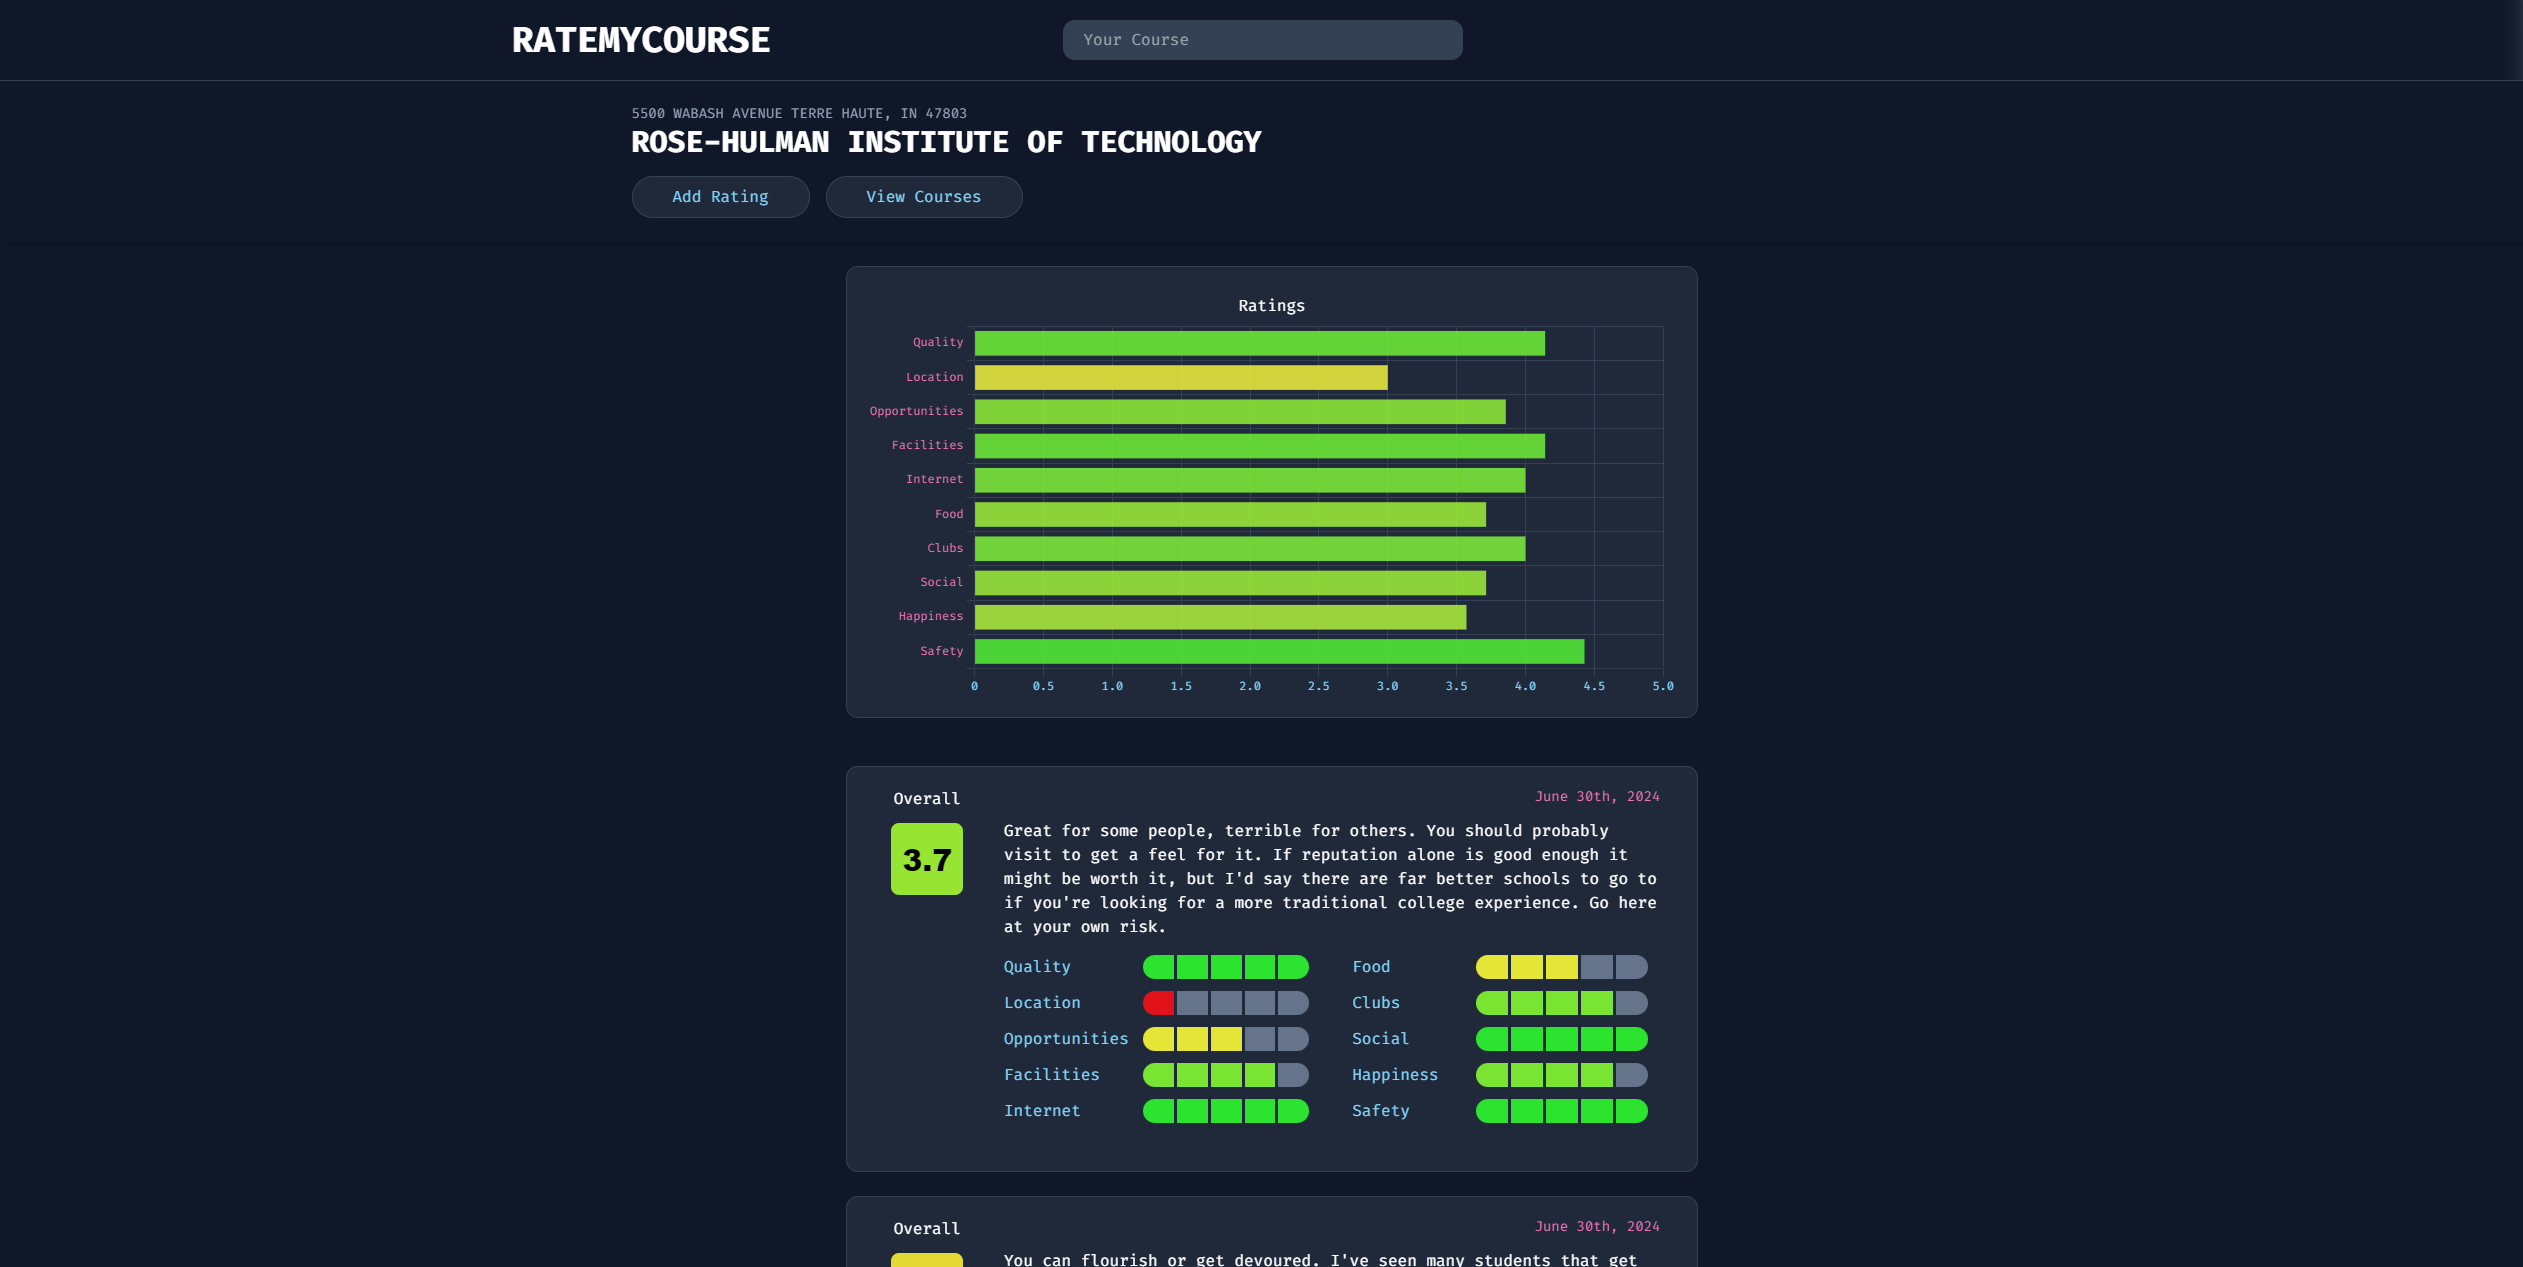 RATEMYCOURSE
Your Course
5500 WABASH AVENUE TERRE HAUTE, IN 47803
ROSE-HULMAN INSTITUTE OF TECHNOLOGY
Add Rating
View Courses
Ratings
Quality
Location
Opportunities
Facilities
Internet
Food
Clubs
Social
Happiness
Safety
0 0.5 1.0 1.5 2.0 2.5 3.0 3.5 4.0 4.5 5.0
Overall
June 30th, 2024
3.7
Great for some people, terrible for others. You should probably
visit to get a feel for it. If reputation alone is good enough it
might be worth it, but I'd say there are far better schools to go to
if you're looking for a more traditional college experience. Go here
at your own risk.
Quality
Food
Location
Clubs
Opportunities
Social
Facilities
Happiness
Internet
Safety
Overall
June 30th, 2024
You can flourish or get devoured. I've seen many students that get